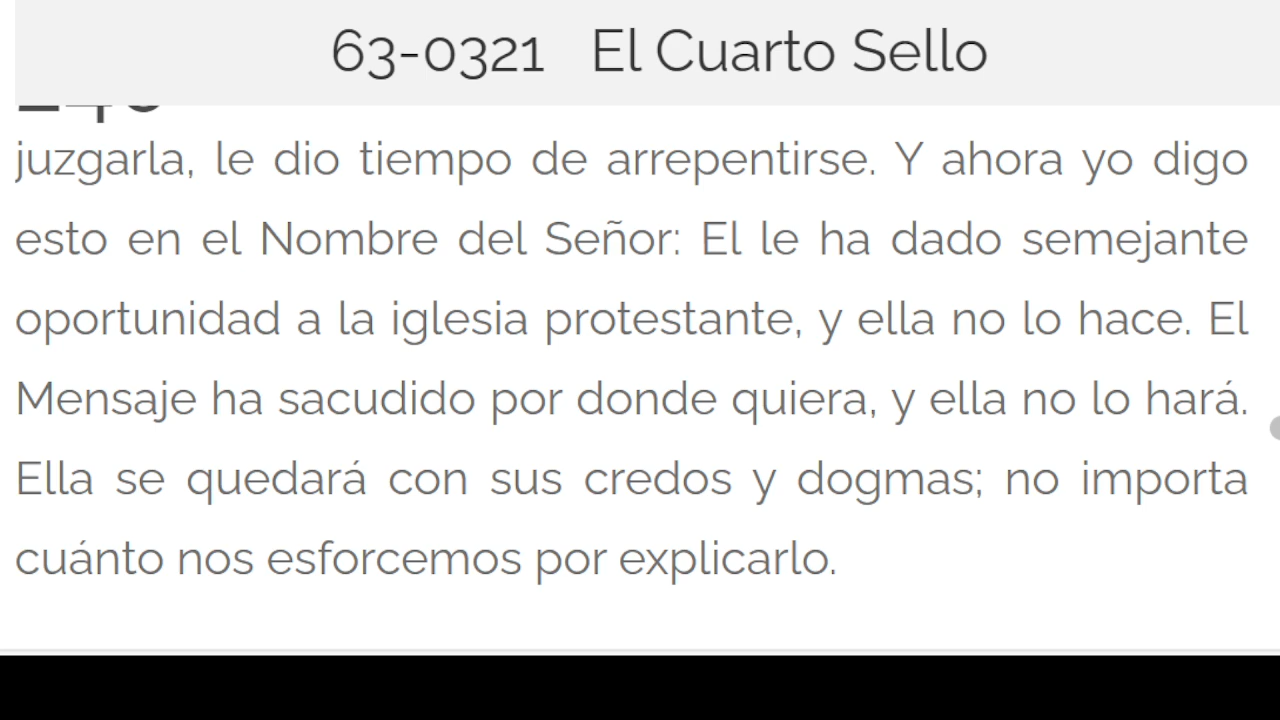 63-0321 El Cuarto Sello
juzgarla, le dio tiempo de arrepentirse. Y ahora yo digo
esto en el Nombre del Señor: El le ha dado semejante
oportunidad a la iglesia protestante, y ella no lo hace. El
Mensaje ha sacudido por donde quiera, y ella no lo hará.
Ella se quedará con sus credos y dogmas; no importa
cuánto nos esforcemos por explicarlo.